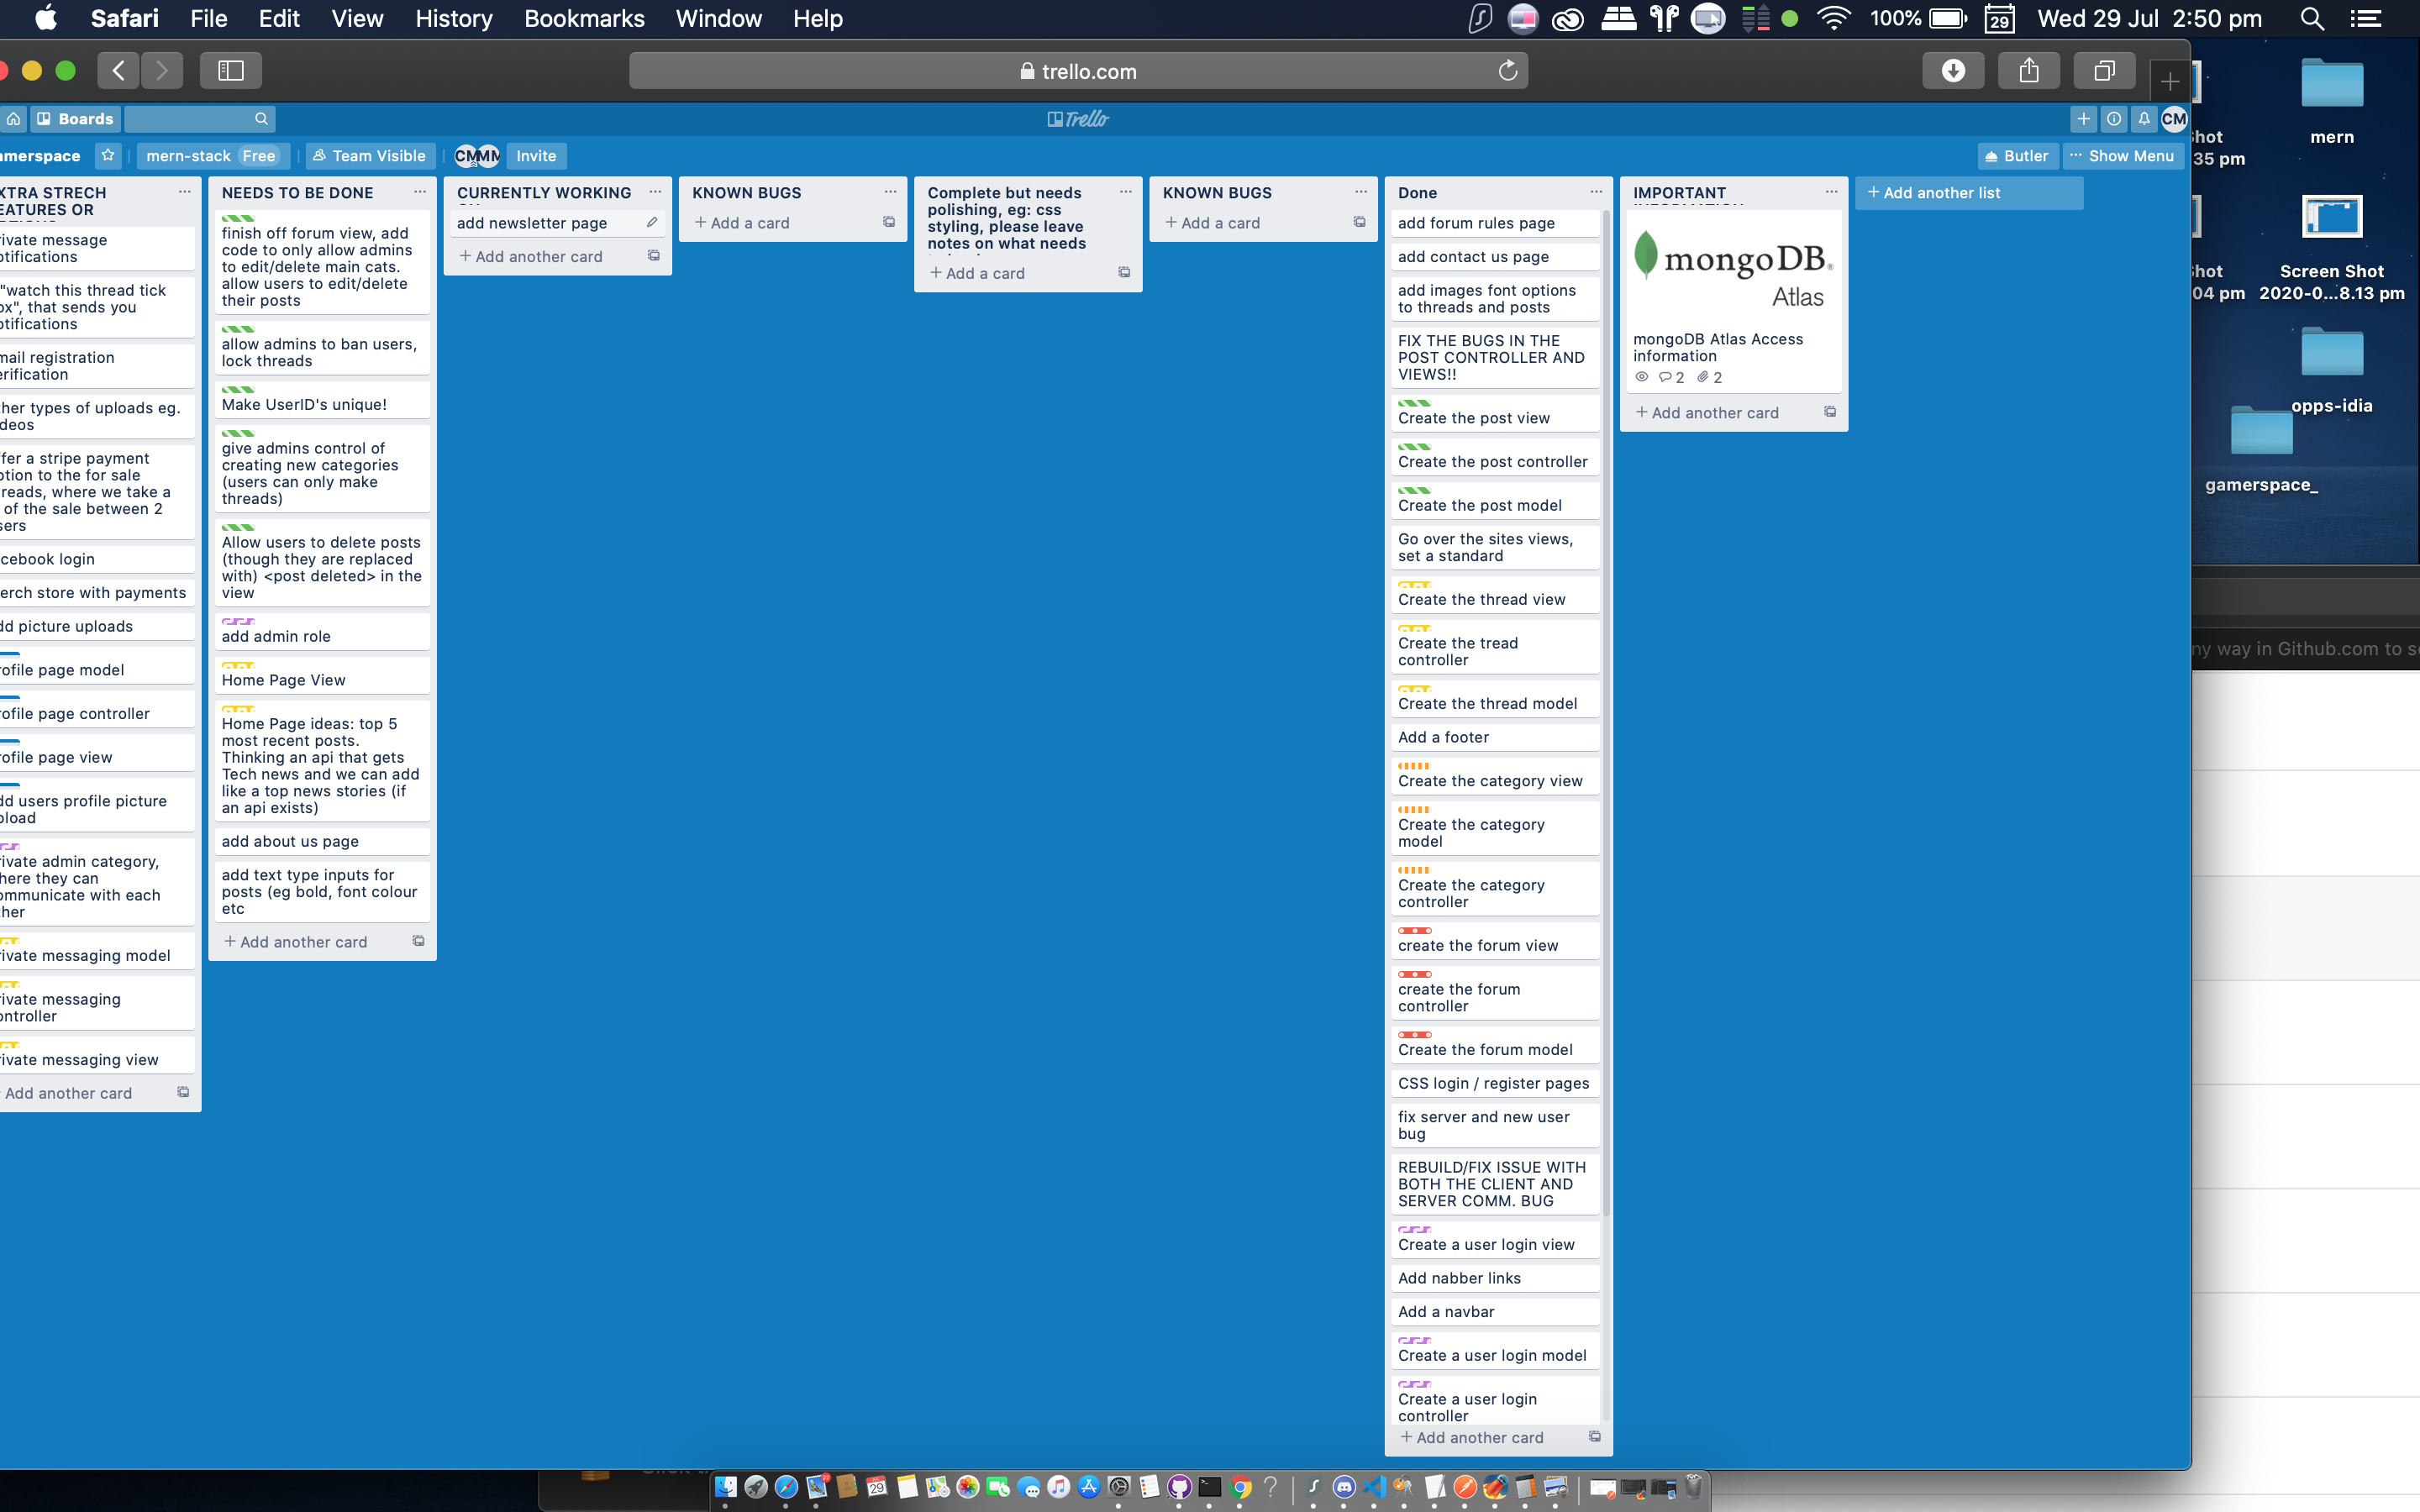 Safari File Edit View History Bookmarks Window Help
100% 29 Wed 29 Jul 2:50 pm
trello.com
Boards
Trello
CM
merspace
mern-stack Free
Team Visible
CM MM
Invite
Butler
Show Menu
XTRA STRECH
EATURES OR
rivate message
otifications
"watch this thread tick
ox", that sends you
otifications
mail registration
erification
ther types of uploads eg.
deos
ffer a stripe payment
ption to the for sale
reads, where we take a
of the sale between 2
sers
cebook login
erch store with payments
dd picture uploads
rofile page model
rofile page controller
rofile page view
dd users profile picture
pload
rivate admin category,
here they can
ommunicate with each
ther
rivate messaging model
rivate messaging
ontroller
rivate messaging view
Add another card
NEEDS TO BE DONE
finish off forum view, add
code to only allow admins
to edit/delete main cats.
allow users to edit/delete
their posts
allow admins to ban users,
lock threads
Make UserID's unique!
give admins control of
creating new categories
(users can only make
threads)
Allow users to delete posts
(though they are replaced
with) <post deleted> in the
view
add admin role
Home Page View
Home Page ideas: top 5
most recent posts.
Thinking an api that gets
Tech news and we can add
like a top news stories (if
an api exists)
add about us page
add text type inputs for
posts (eg bold, font colour
etc
+ Add another card
CURRENTLY WORKING
add newsletter page
+ Add another card
KNOWN BUGS
+ Add a card
Complete but needs
polishing, eg: css
styling, please leave
notes on what needs
+ Add a card
KNOWN BUGS
+ Add a card
Done
add forum rules page
add contact us page
add images font options
to threads and posts
FIX THE BUGS IN THE
POST CONTROLLER AND
VIEWS!!
Create the post view
Create the post controller
Create the post model
Go over the sites views,
set a standard
Create the thread view
Create the tread
controller
Create the thread model
Add a footer
Create the category view
Create the category
model
Create the category
controller
create the forum view
create the forum
controller
Create the forum model
CSS login / register pages
fix server and new user
bug
REBUILD/FIX ISSUE WITH
BOTH THE CLIENT AND
SERVER COMM. BUG
Create a user login view
Add nabber links
Add a navbar
Create a user login model
Create a user login
controller
+ Add another card
IMPORTANT
mongoDB®
Atlas
mongoDB Atlas Access
information
2 2
+ Add another card
+ Add another list
mern
hot
35 pm
hot
04 pm
Screen Shot
2020-0...8.13 pm
opps-idia
gamerspace_
ny way in Github.com to s
29